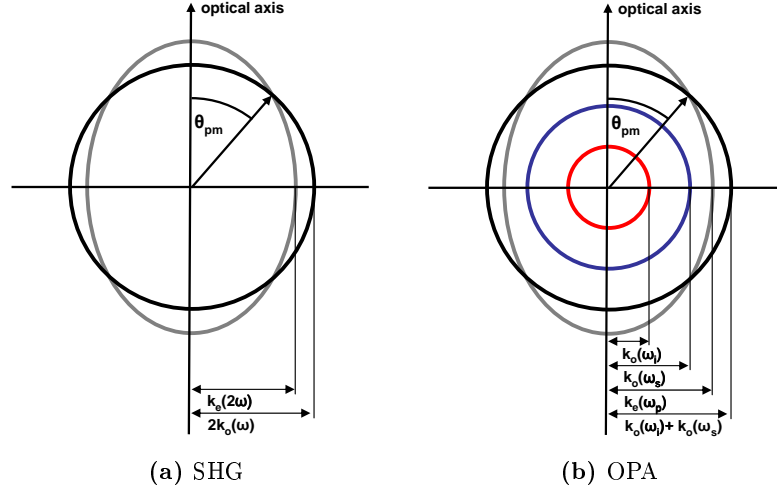 optical axis
θpm
ke(2ω)
2ko(ω)
(a) SHG
optical axis
θpm
ko(ωi)
ko(ωs)
ke(ωp)
ko(ωi)+ ko(ωs)
(b) OPA